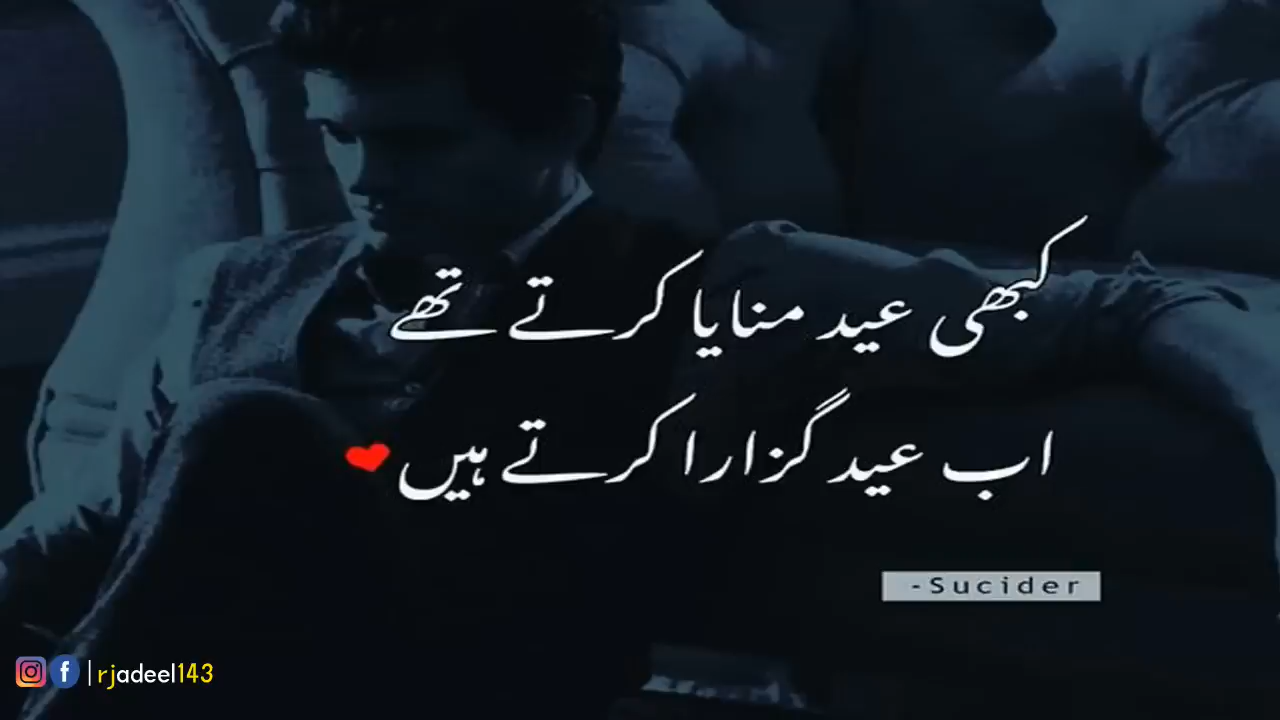 کبھی عید منایا کرتے تھے
اب عید گزارا کرتے ہیں❤
-Sucider
|rjadeel143